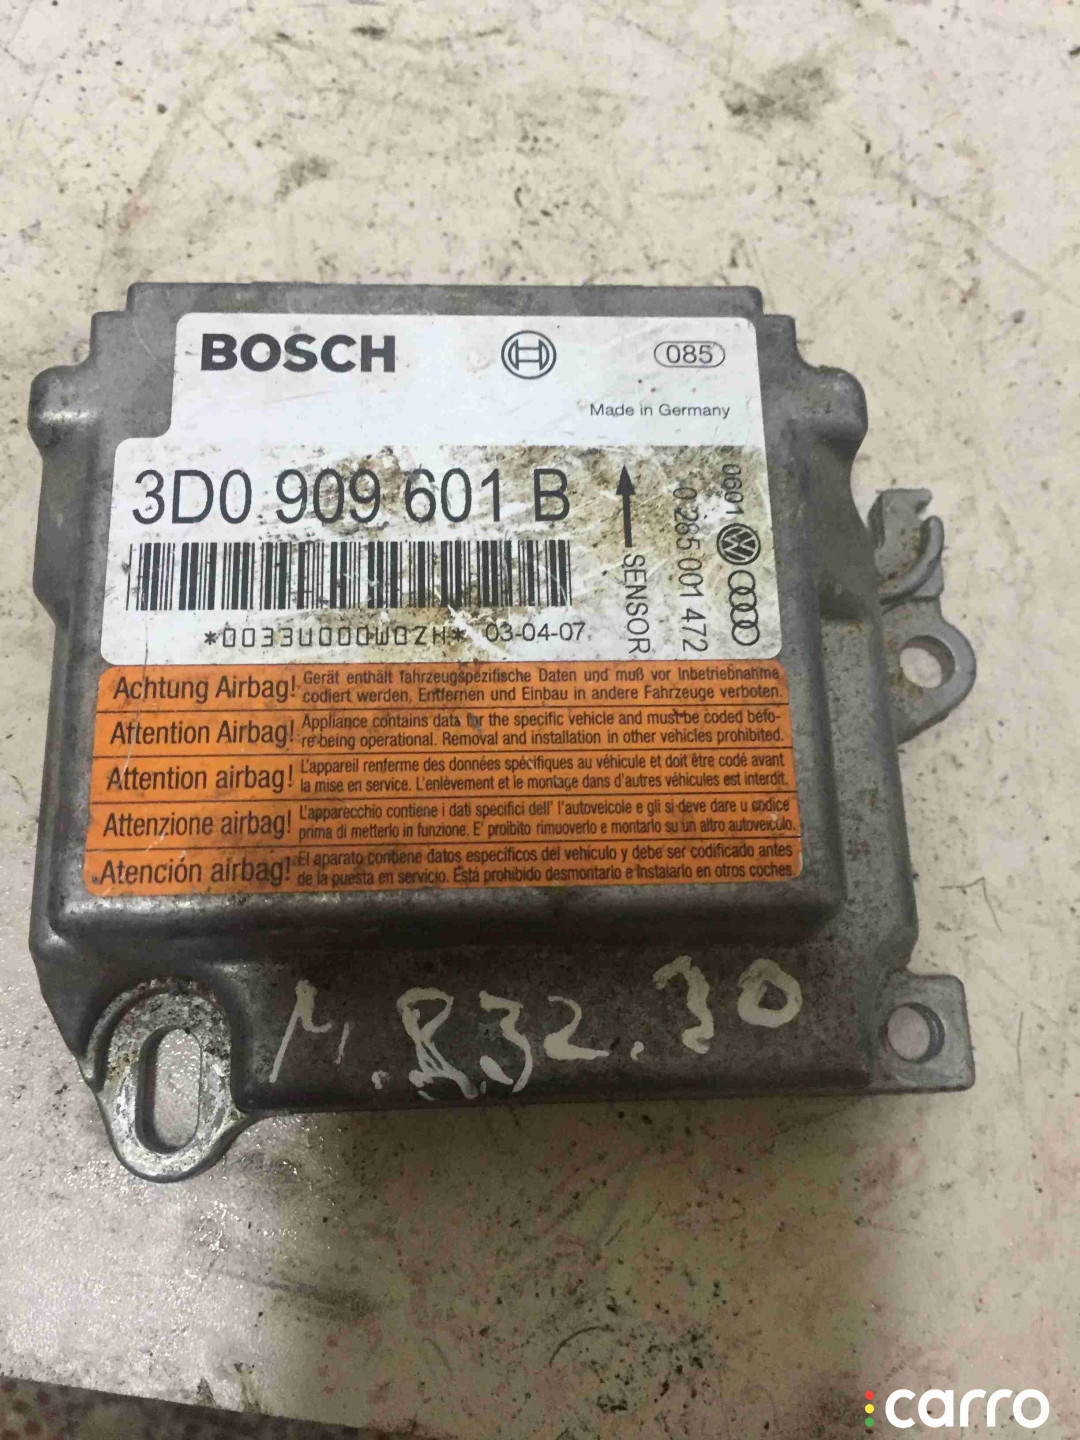 BOSCH
085
Made in Germany
3D0 909 601 B
SENSOR
0 285 001 472
0601
*0033U000W0ZH* 03-04-07
Achtung Airbag! Gerät enthält fahrzeugspezifische Daten und muß vor Inbetriebnahme
codiert werden, Entfernen und Einbau in andere Fahrzeuge verboten.
Attention Airbag! Appliance contains data for the specific vehicle and must be coded befo-
re being operational. Removal and installation in other vehicles prohibited.
Attention airbag! L'appareil renferme des données spécifiques au véhicule et doit être codé avant
la mise en service. L'enlèvement et le montage dans d'autres véhicules est interdit.
Attenzione airbag! L'apparecchio contiene i dati specifici dell' l'autoveicole e gli si deve dare u codice
prima di metterlo in funzione. E' proibito rimuoverlo e montarlo su un altro autoveiculo.
Atención airbag! El aparato contiene datos especificos del vehiculo y debe ser codificado antes
de la puesta en servicio. Está prohibido desmontarlo e instalarlo en otros coches
M.832.30
carro